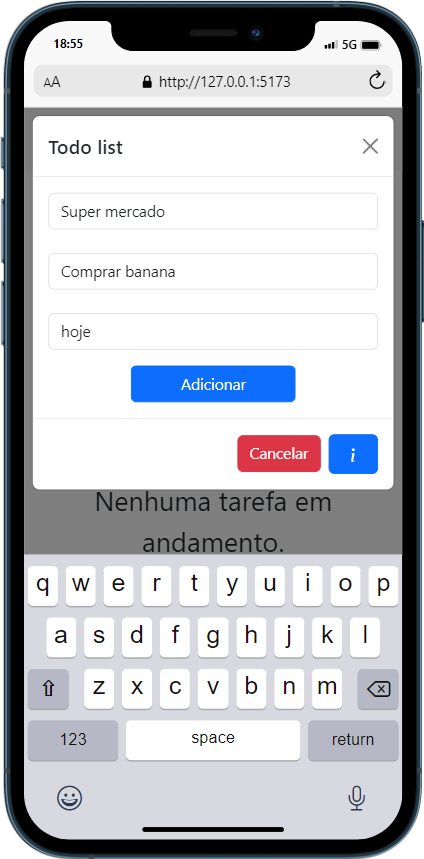 18:55 5G
AA http://127.0.0.1:5173
Todo list
Super mercado
Comprar banana
hoje
Adicionar
Cancelar i
Nenhuma tarefa em
andamento.
q w e r t y u i o p
a s d f g h j k l
z x c v b n m
123 space return